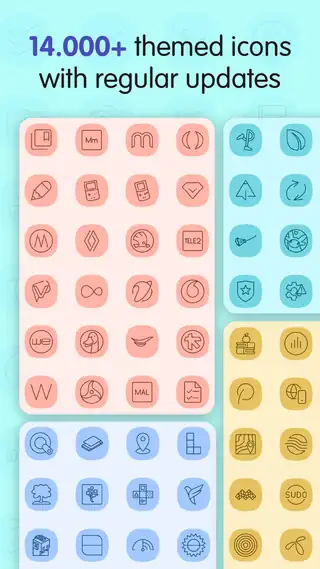 14.000+ themed icons
with regular updates
Mm
m
TELE2
we
W
MAL
SUDO